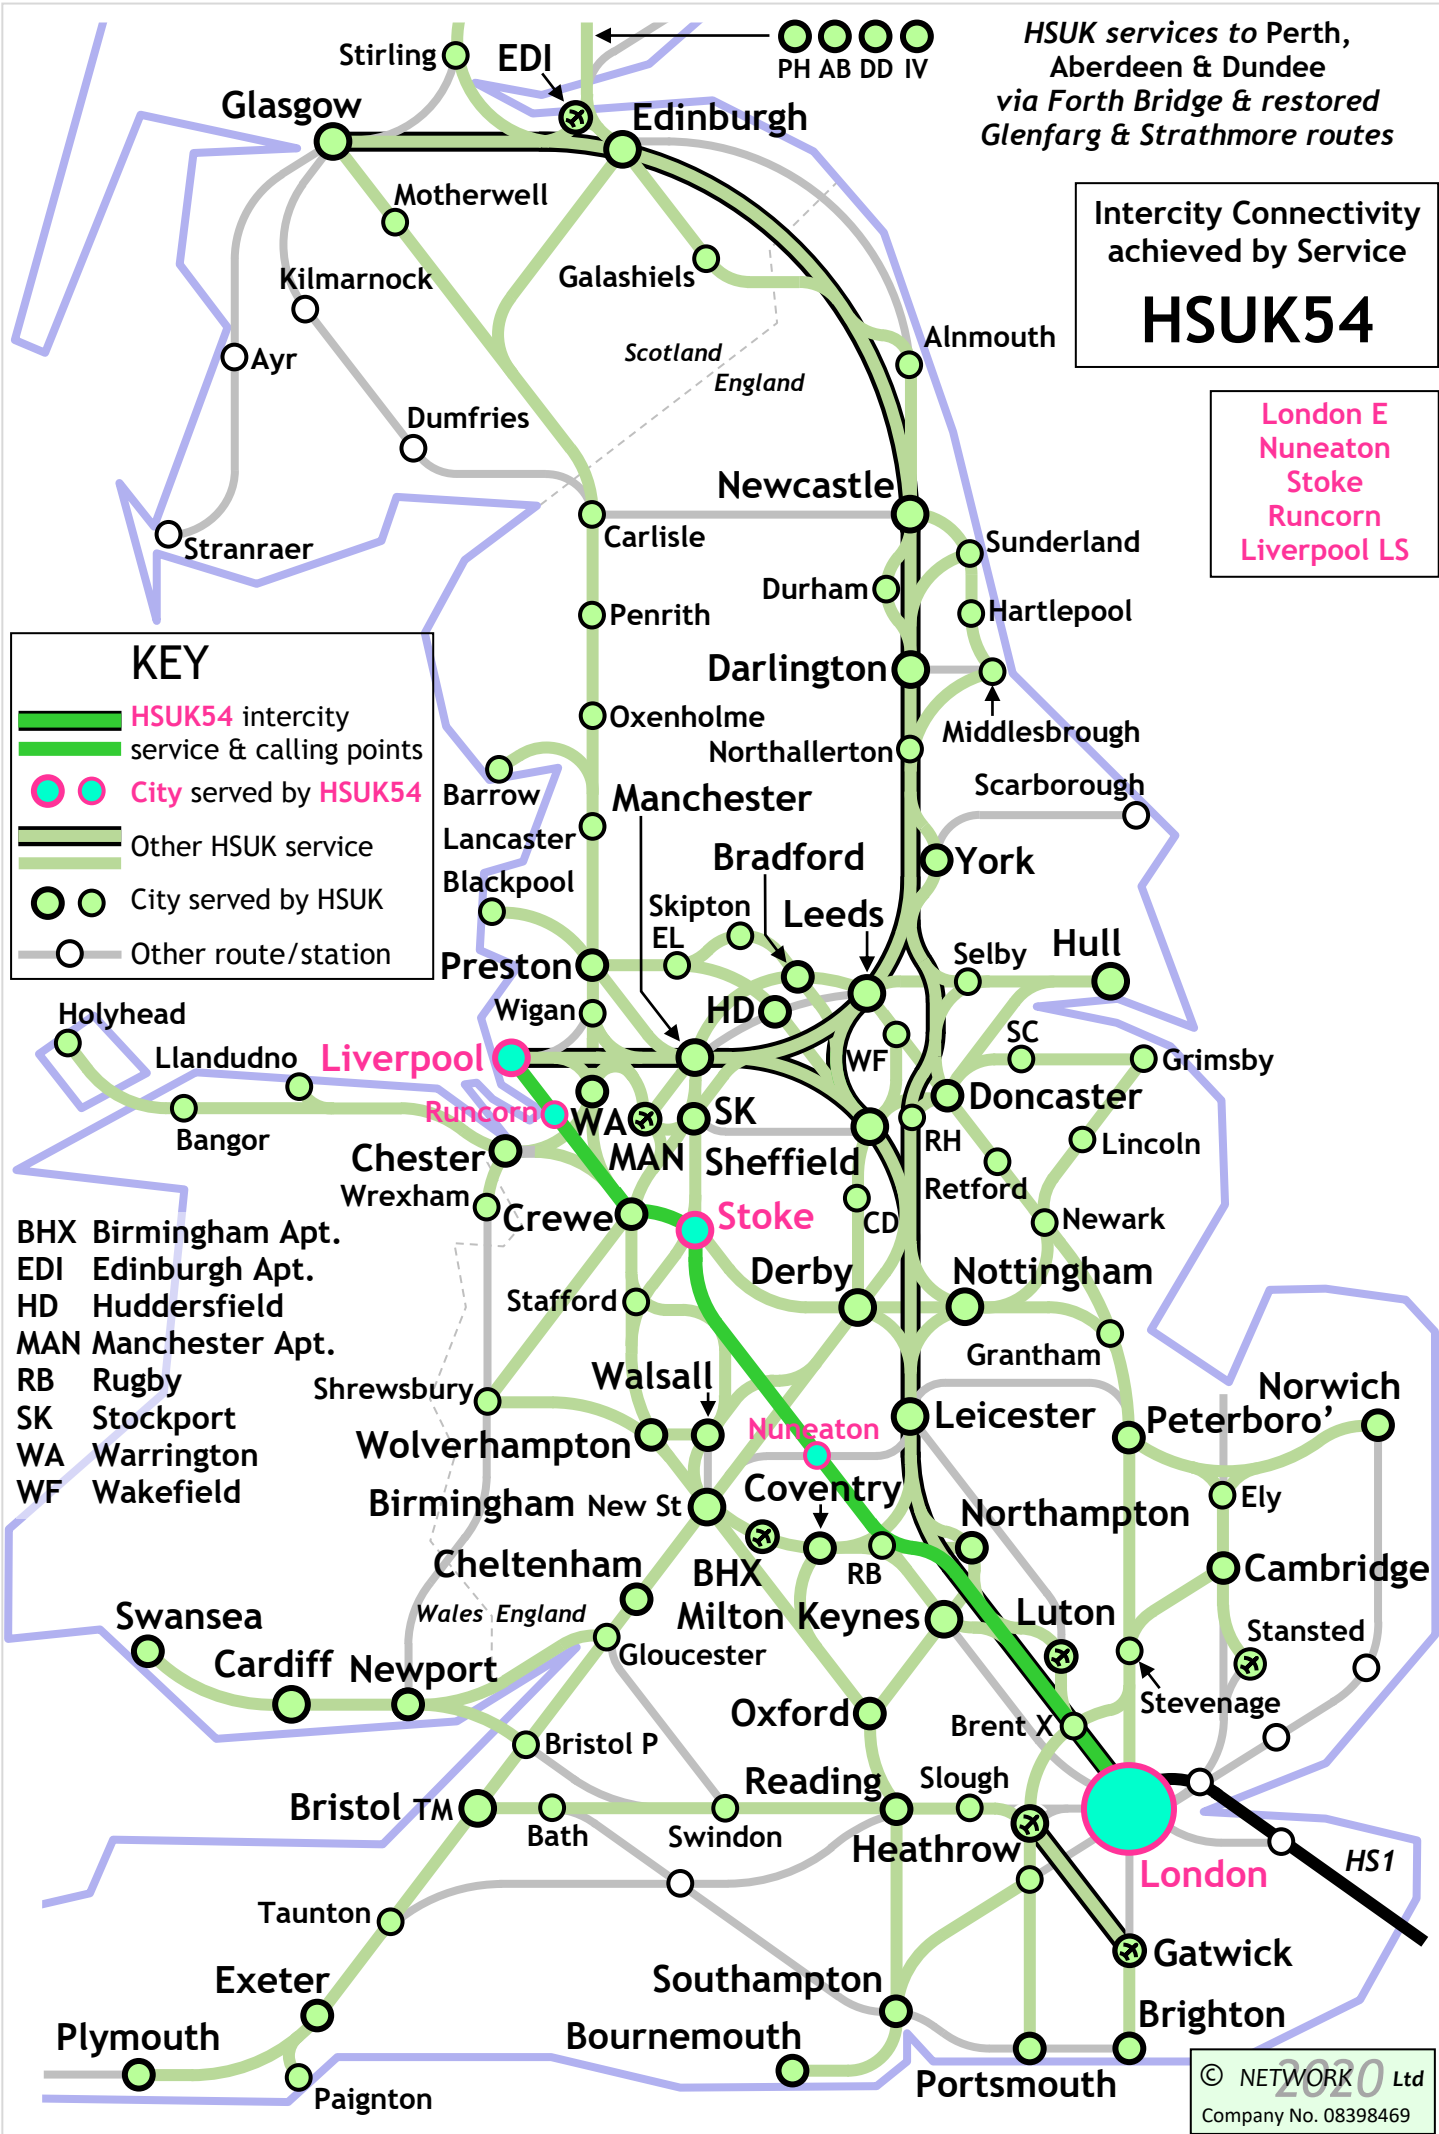 Stirling
EDI
PH AB DD IV
HSUK services to Perth,
Aberdeen & Dundee
via Forth Bridge & restored
Glenfarg & Strathmore routes
Glasgow
Edinburgh
Motherwell
Intercity Connectivity
achieved by Service
HSUK54
Kilmarnock
Galashiels
Alnmouth
Ayr
Scotland
England
London E
Nuneaton
Stoke
Runcorn
Liverpool LS
Dumfries
Newcastle
Stranraer
Carlisle
Sunderland
Durham
Penrith
Hartlepool
KEY
HSUK54 intercity
service & calling points
City served by HSUK54
Other HSUK service
City served by HSUK
Other route/station
Darlington
Oxenholme
Middlesbrough
Northallerton
Barrow
Manchester
Scarborough
Lancaster
Bradford
York
Blackpool
Skipton
Leeds
EL
Selby
Hull
Preston
Wigan
HD
Holyhead
Llandudno
Liverpool
WF
SC
Grimsby
Runcorn
WA
SK
Doncaster
Bangor
MAN
RH
Lincoln
Chester
Sheffield
Wrexham
Retford
Crewe
Stoke
CD
Newark
BHX Birmingham Apt.
EDI Edinburgh Apt.
HD Huddersfield
MAN Manchester Apt.
RB Rugby
SK Stockport
WA Warrington
WF Wakefield
Derby
Nottingham
Stafford
Grantham
Walsall
Shrewsbury
Norwich
Leicester
Peterboro’
Nuneaton
Wolverhampton
Coventry
Birmingham New St
Ely
Northampton
Cheltenham
BHX
RB
Cambridge
Swansea
Wales England
Milton Keynes
Luton
Stansted
Gloucester
Cardiff
Newport
Stevenage
Oxford
Brent X
Bristol P
Reading
Slough
Bristol TM
Bath
Swindon
Heathrow
HS1
London
Taunton
Gatwick
Exeter
Southampton
Brighton
Plymouth
Bournemouth
Paignton
Portsmouth
© NETWORK 2020 Ltd
Company No. 08398469